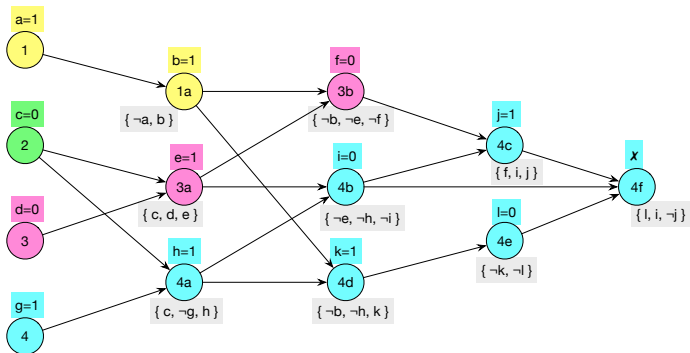 a=1
1
b=1
1a
{ ¬a, b }
f=0
3b
{ ¬b, ¬e, ¬f }
c=0
2
j=1
4c
{ f, i, j }
e=1
3a
{ c, d, e }
i=0
4b
{ ¬e, ¬h, ¬i }
✗
4f
{ l, i, ¬j }
d=0
3
h=1
4a
{ c, ¬g, h }
k=1
4d
{ ¬b, ¬h, k }
l=0
4e
{ ¬k, ¬l }
g=1
4